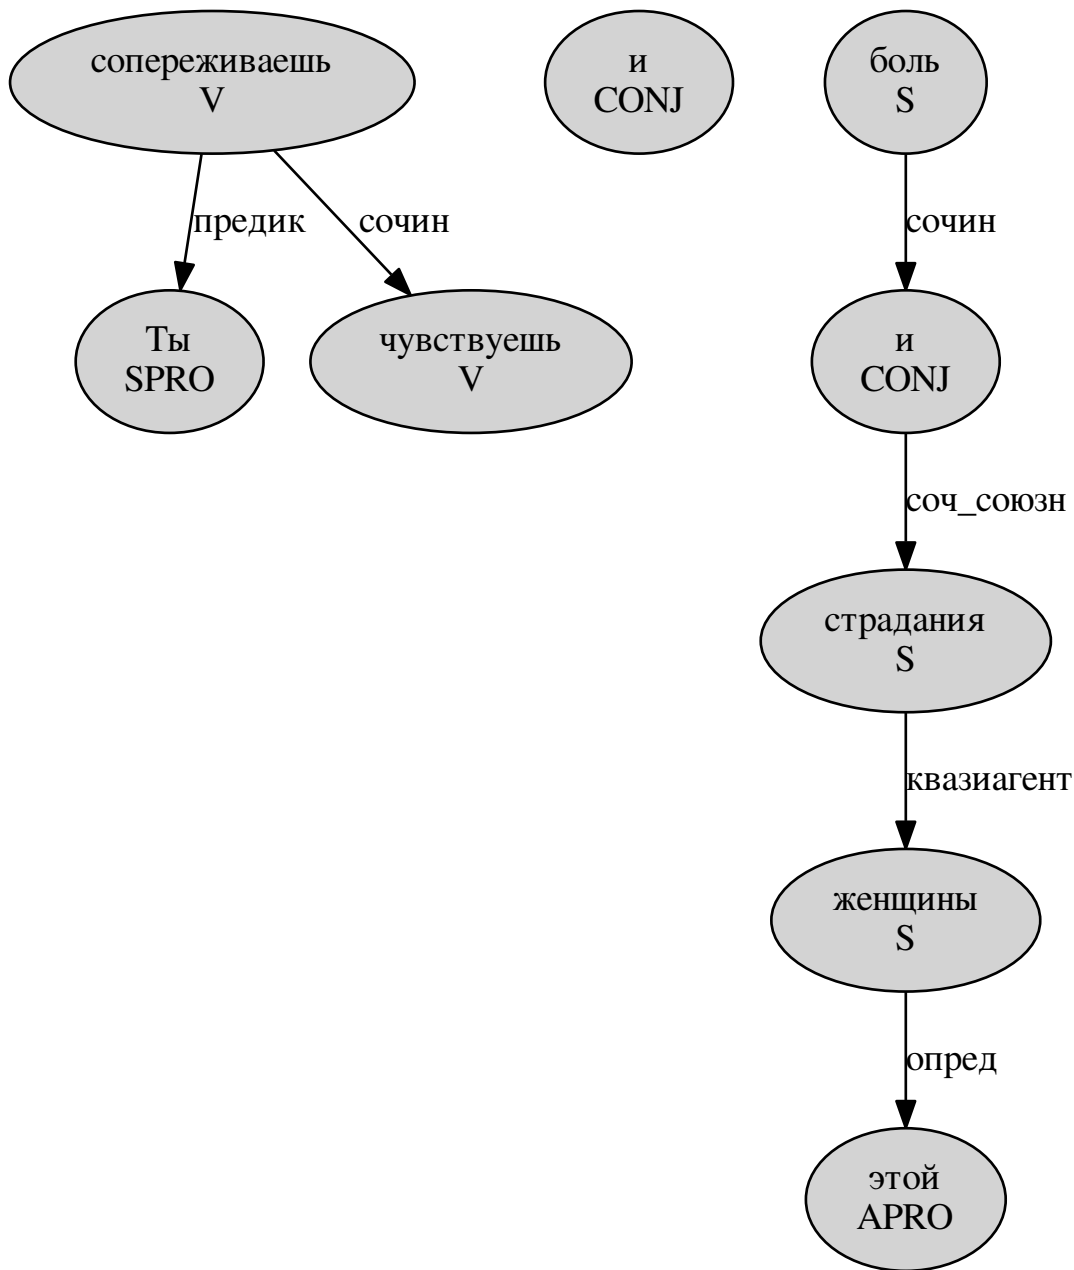 сопереживаешь
V
и
CONJ
боль
S
предик
сочин
сочин
Ты
SPRO
чувствуешь
V
и
CONJ
соч_союзн
страдания
S
квазиагент
женщины
S
опред
этой
APRO